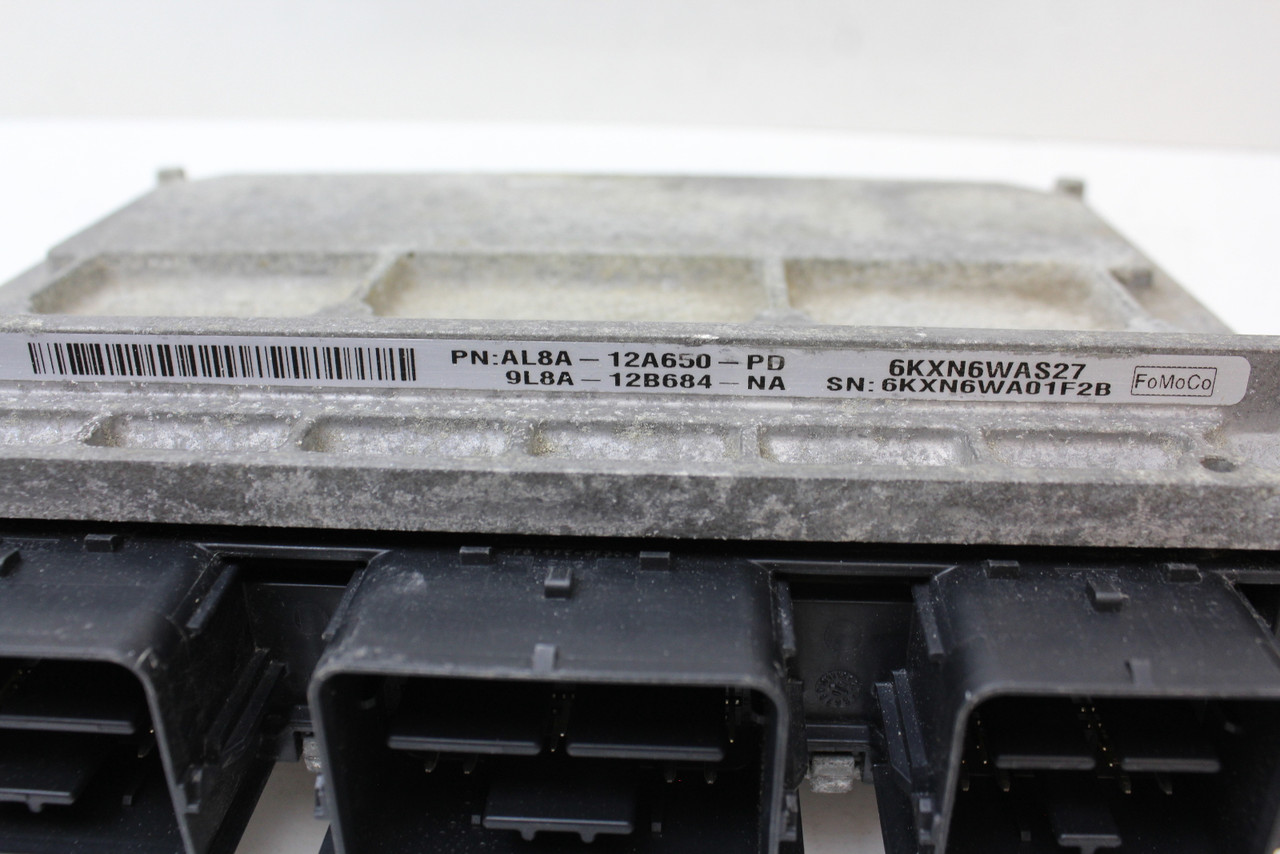 PN:AL8A-12A650-PD
9L8A-12B684-NA
6KXN6WAS27
SN:6KXN6WA01F2B
FoMoCo